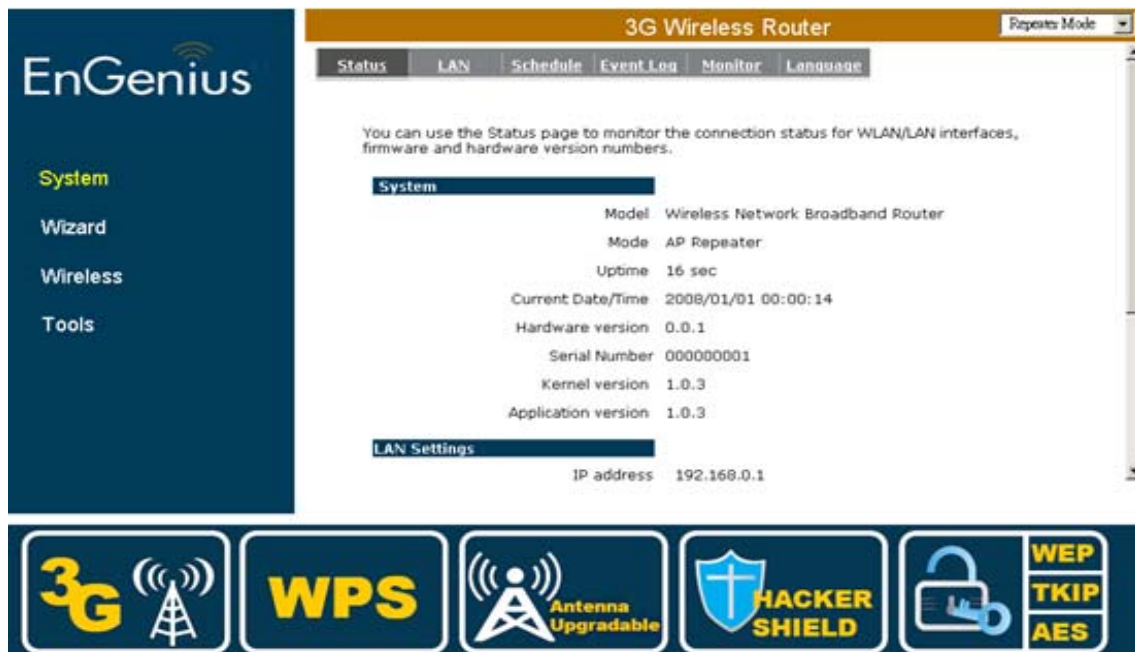 3G Wireless Router
Repeater Mode
EnGenius
Status LAN Schedule Event Log Monitor Language
You can use the Status page to monitor the connection status for WLAN/LAN interfaces,
firmware and hardware version numbers.
System
Wizard
Wireless
Tools
System
Model Wireless Network Broadband Router
Mode AP Repeater
Uptime 16 sec
Current Date/Time 2008/01/01 00:00:14
Hardware version 0.0.1
Serial Number 000000001
Kernel version 1.0.3
Application version 1.0.3
LAN Settings
IP address 192.168.0.1
3G
WPS
Antenna
Upgradable
HACKER
SHIELD
WEP
TKIP
AES